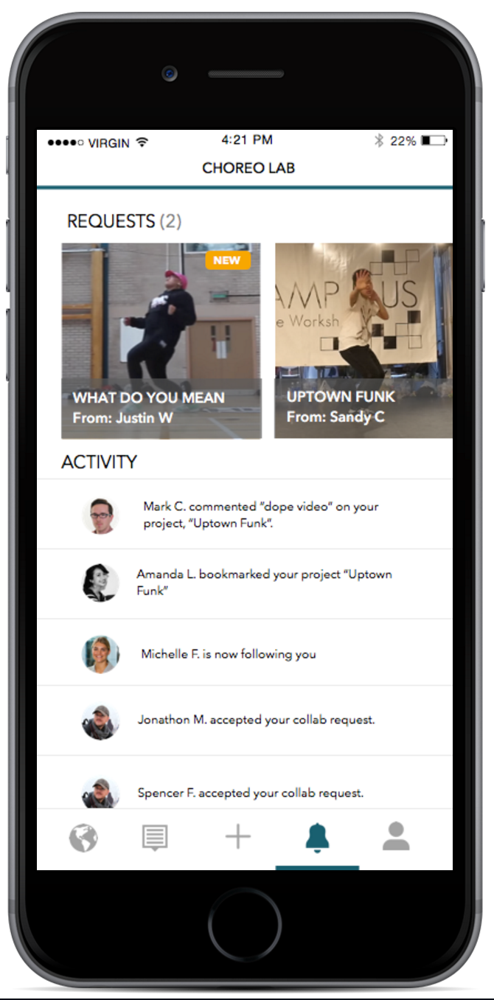 VIRGIN 4:21 PM 22%
CHOREO LAB
REQUESTS (2)
NEW
WHAT DO YOU MEAN
From: Justin W
AMP US
e Worksh
UPTOWN FUNK
From: Sandy C
ACTIVITY
Mark C. commented “dope video” on your
project, “Uptown Funk“.
Amanda L. bookmarked your project “Uptown
Funk”
Michelle F. is now following you
Jonathon M. accepted your collab request.
Spencer F. accepted your collab request.